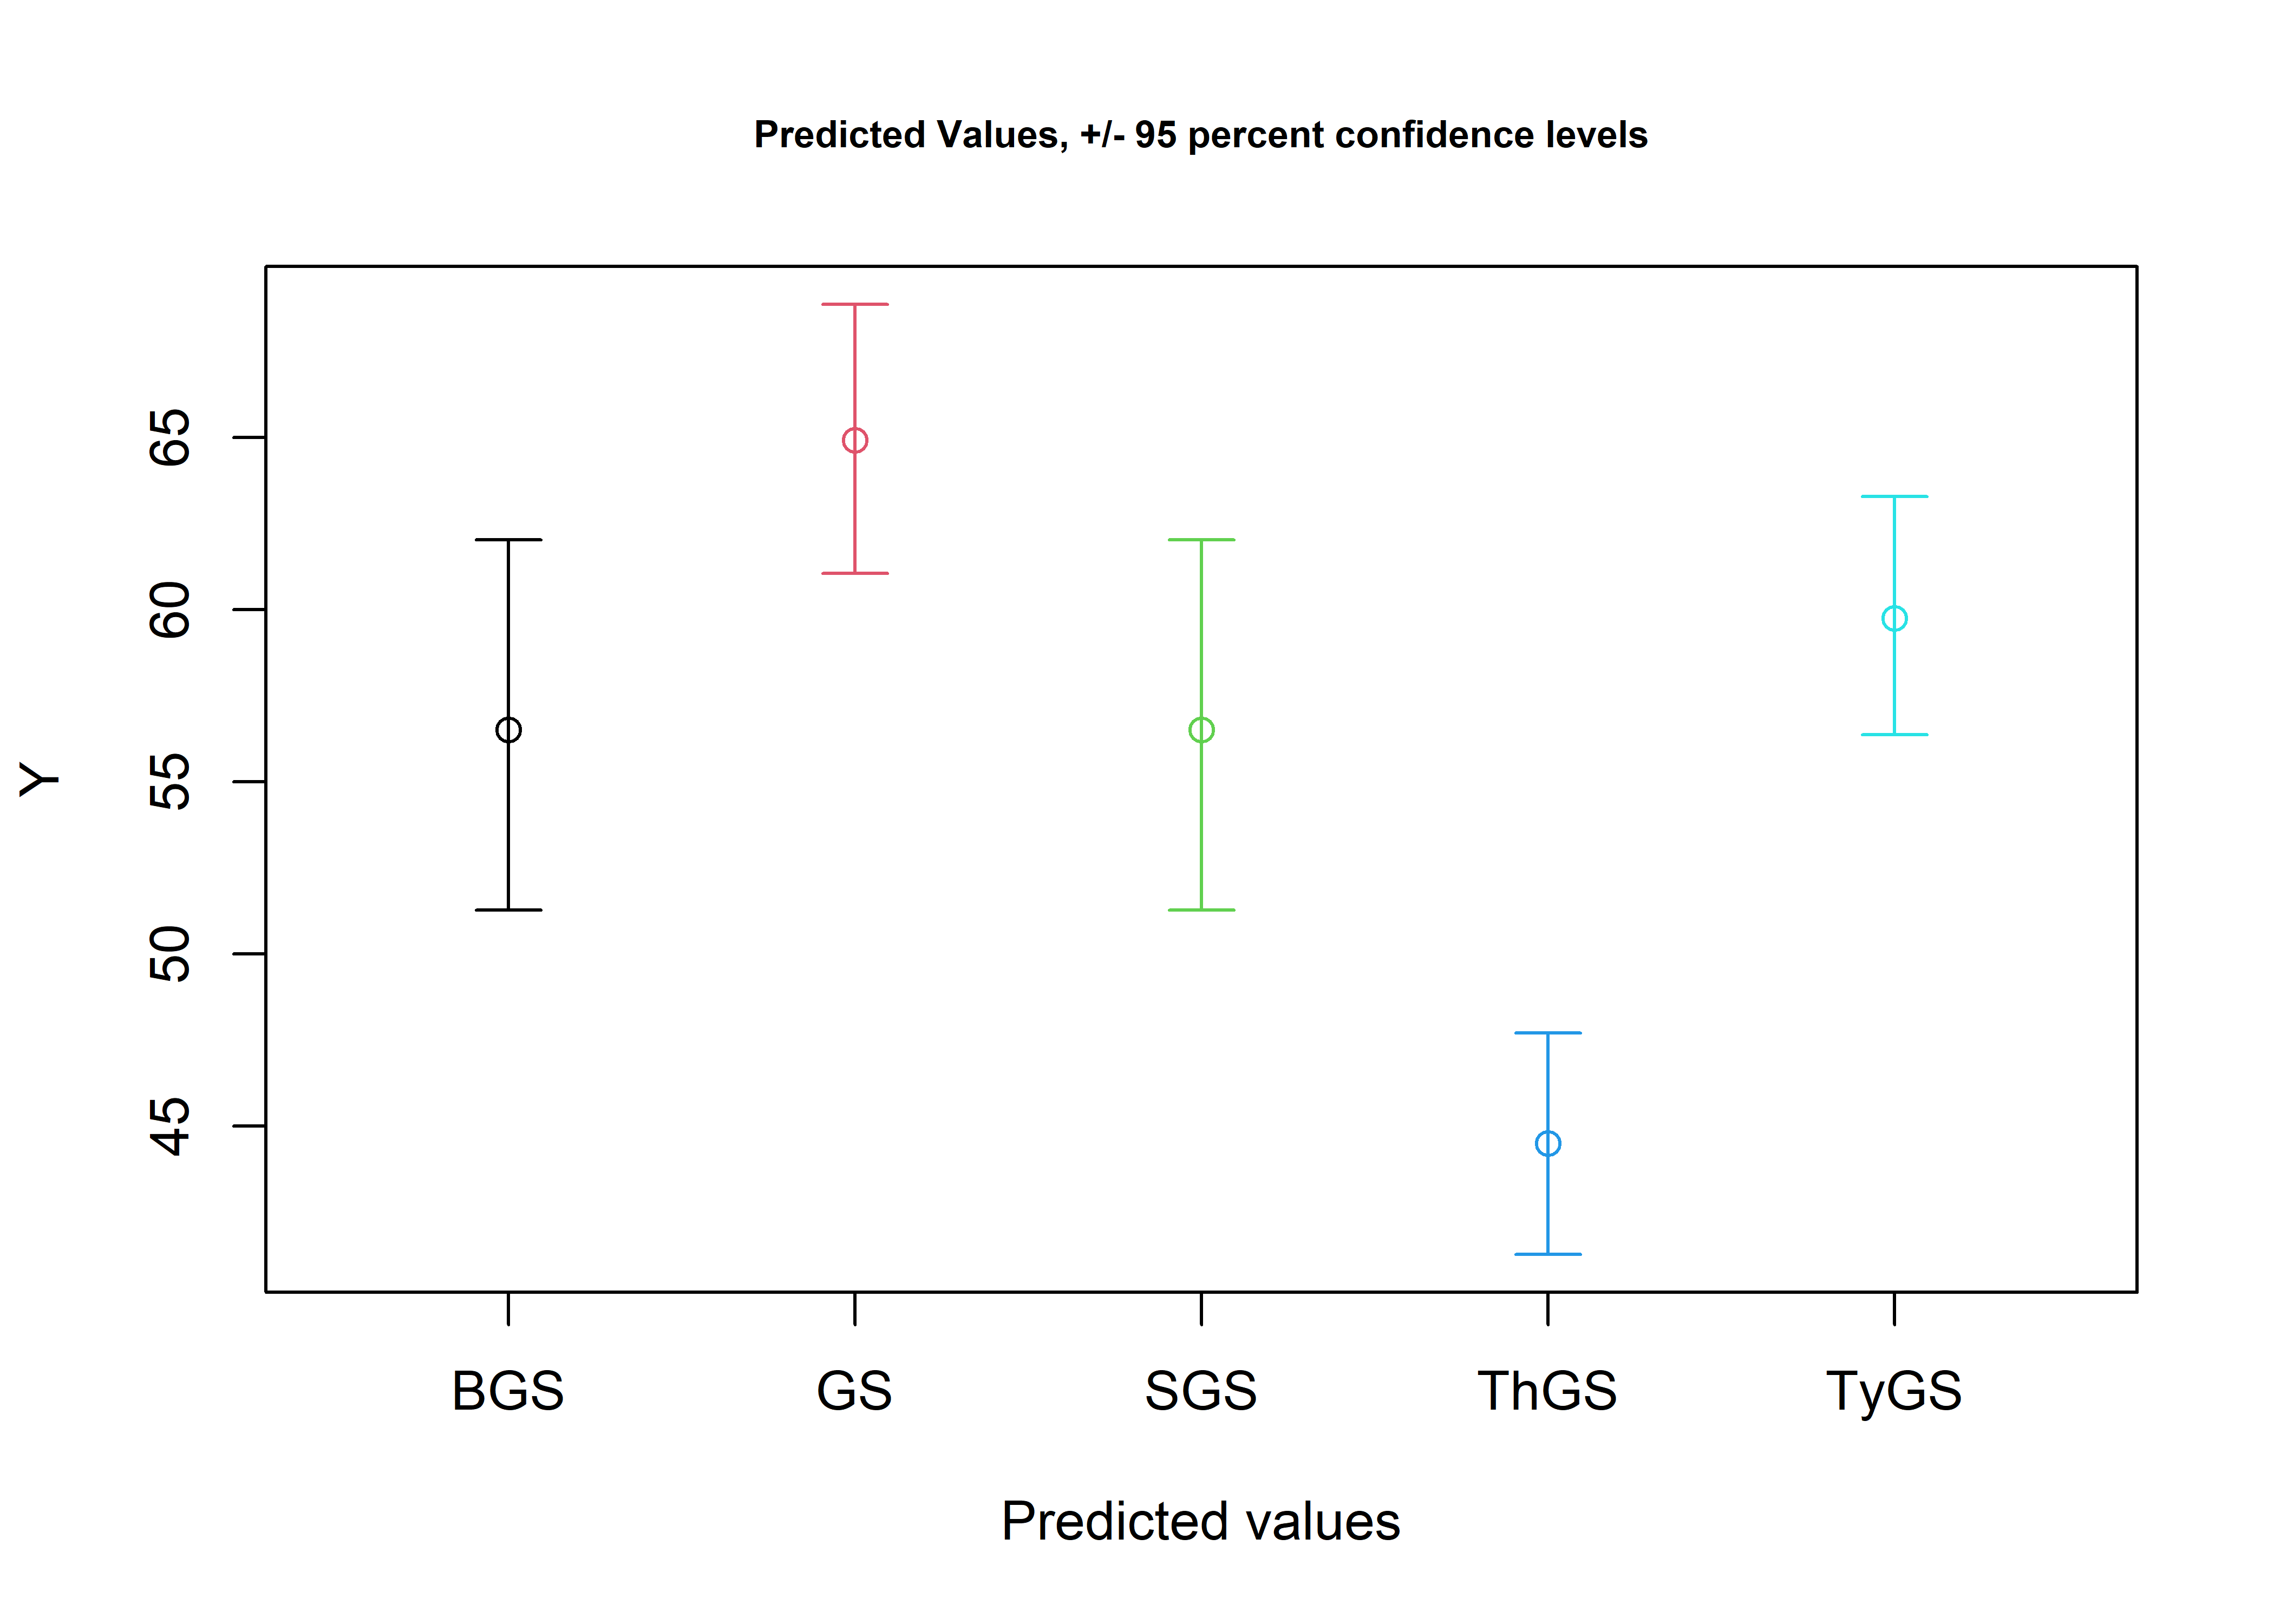 Predicted Values, +/- 95 percent confidence levels
Y
65
60
55
50
45
BGS GS SGS ThGS TyGS
Predicted values